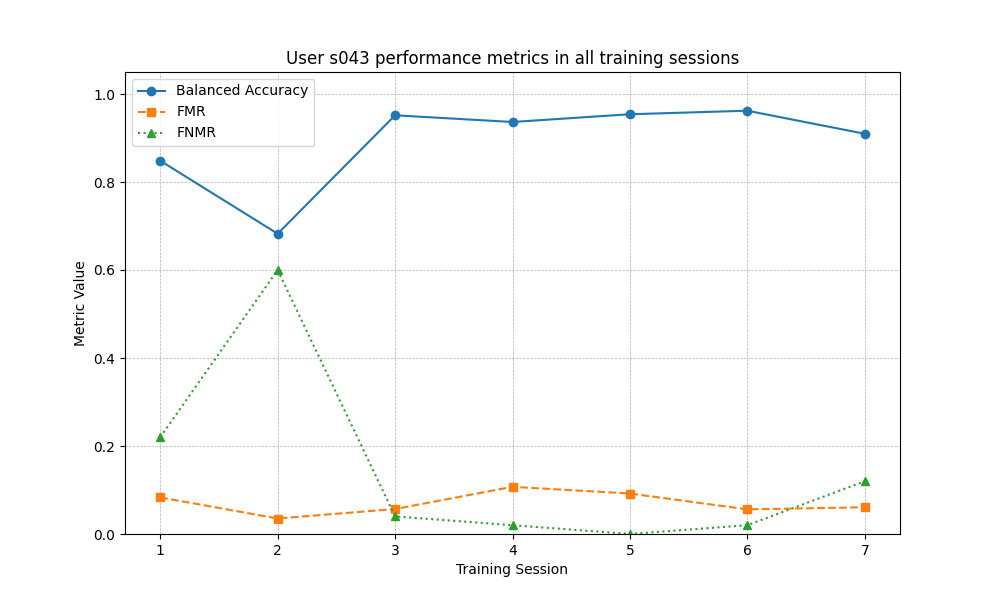 User s043 performance metrics in all training sessions
Balanced Accuracy
FMR
FNMR
1.0
0.8
0.6
0.4
0.2
0.0
Metric Value
1 2 3 4 5 6 7
Training Session